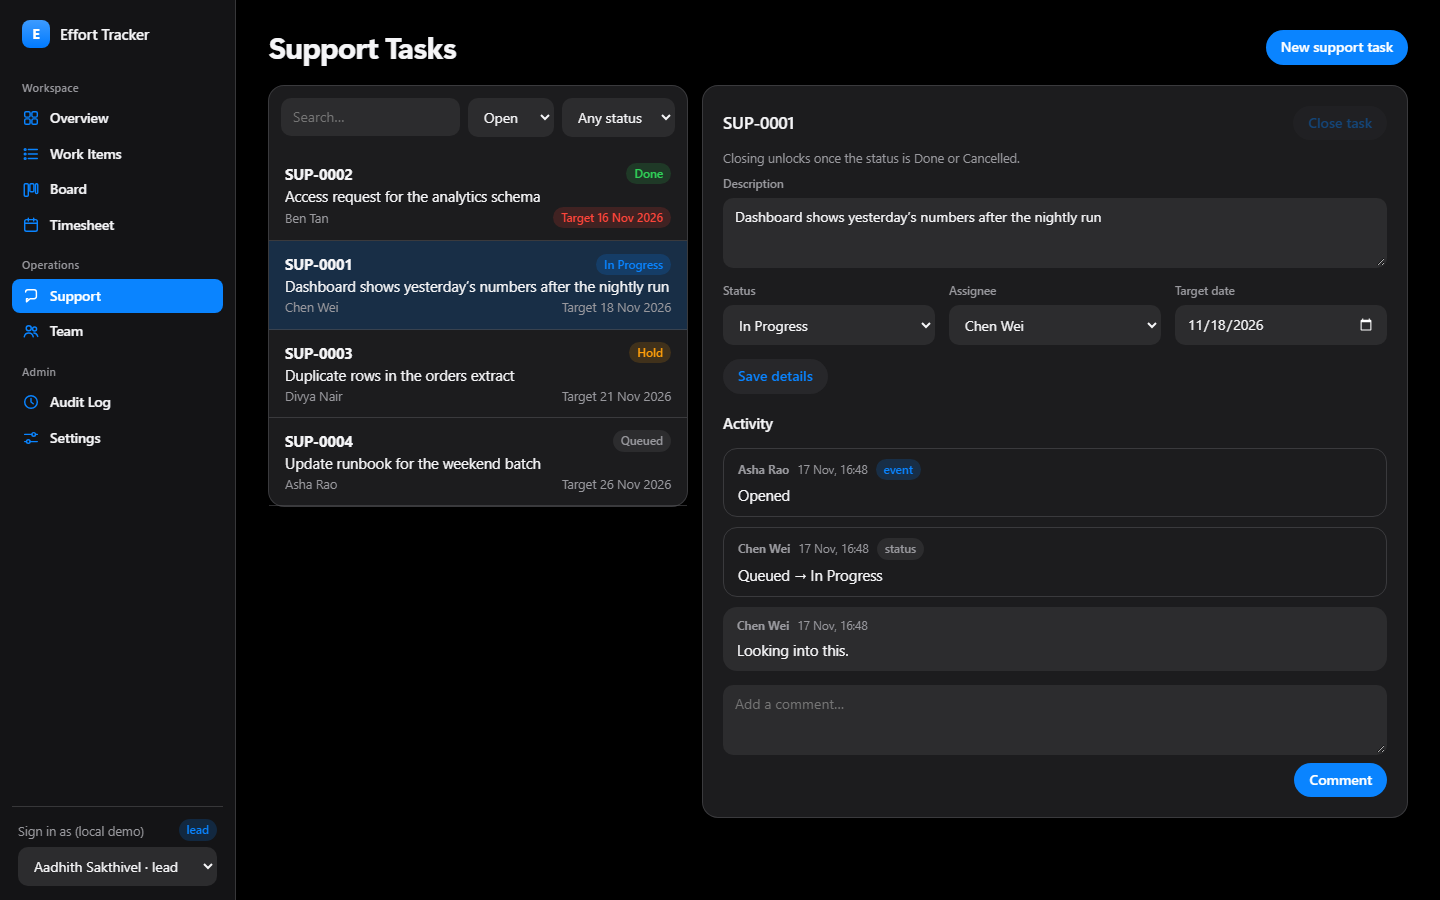 E Effort Tracker
Workspace
Overview
Work Items
Board
Timesheet
Operations
Support
Team
Admin
Audit Log
Settings
Sign in as (local demo) lead
Aadhith Sakthivel · lead
Support Tasks
New support task
Search... Open Any status
SUP-0002 Done
Access request for the analytics schema
Ben Tan Target 16 Nov 2026
SUP-0001 In Progress
Dashboard shows yesterday’s numbers after the nightly run
Chen Wei Target 18 Nov 2026
SUP-0003 Hold
Duplicate rows in the orders extract
Divya Nair Target 21 Nov 2026
SUP-0004 Queued
Update runbook for the weekend batch
Asha Rao Target 26 Nov 2026
SUP-0001 Close task
Closing unlocks once the status is Done or Cancelled.
Description
Dashboard shows yesterday’s numbers after the nightly run
Status Assignee Target date
In Progress Chen Wei 11/18/2026
Save details
Activity
Asha Rao 17 Nov, 16:48 event
Opened
Chen Wei 17 Nov, 16:48 status
Queued → In Progress
Chen Wei 17 Nov, 16:48
Looking into this.
Add a comment...
Comment